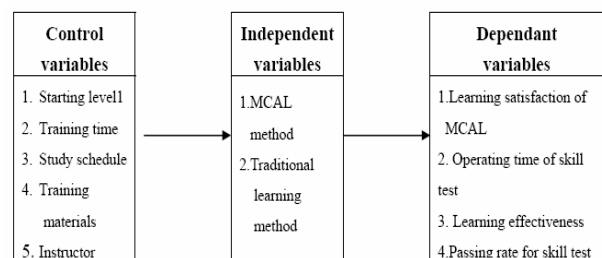 Control
variables
1. Starting level1
2. Training time
3. Study schedule
4. Training
materials
5. Instructor
Independent
variables
1.MCAL
method
2.Traditional
learning
method
Dependant
variables
1.Learning satisfaction of
MCAL
2. Operating time of skill
test
3. Learning effectiveness
4.Passing rate for skill test